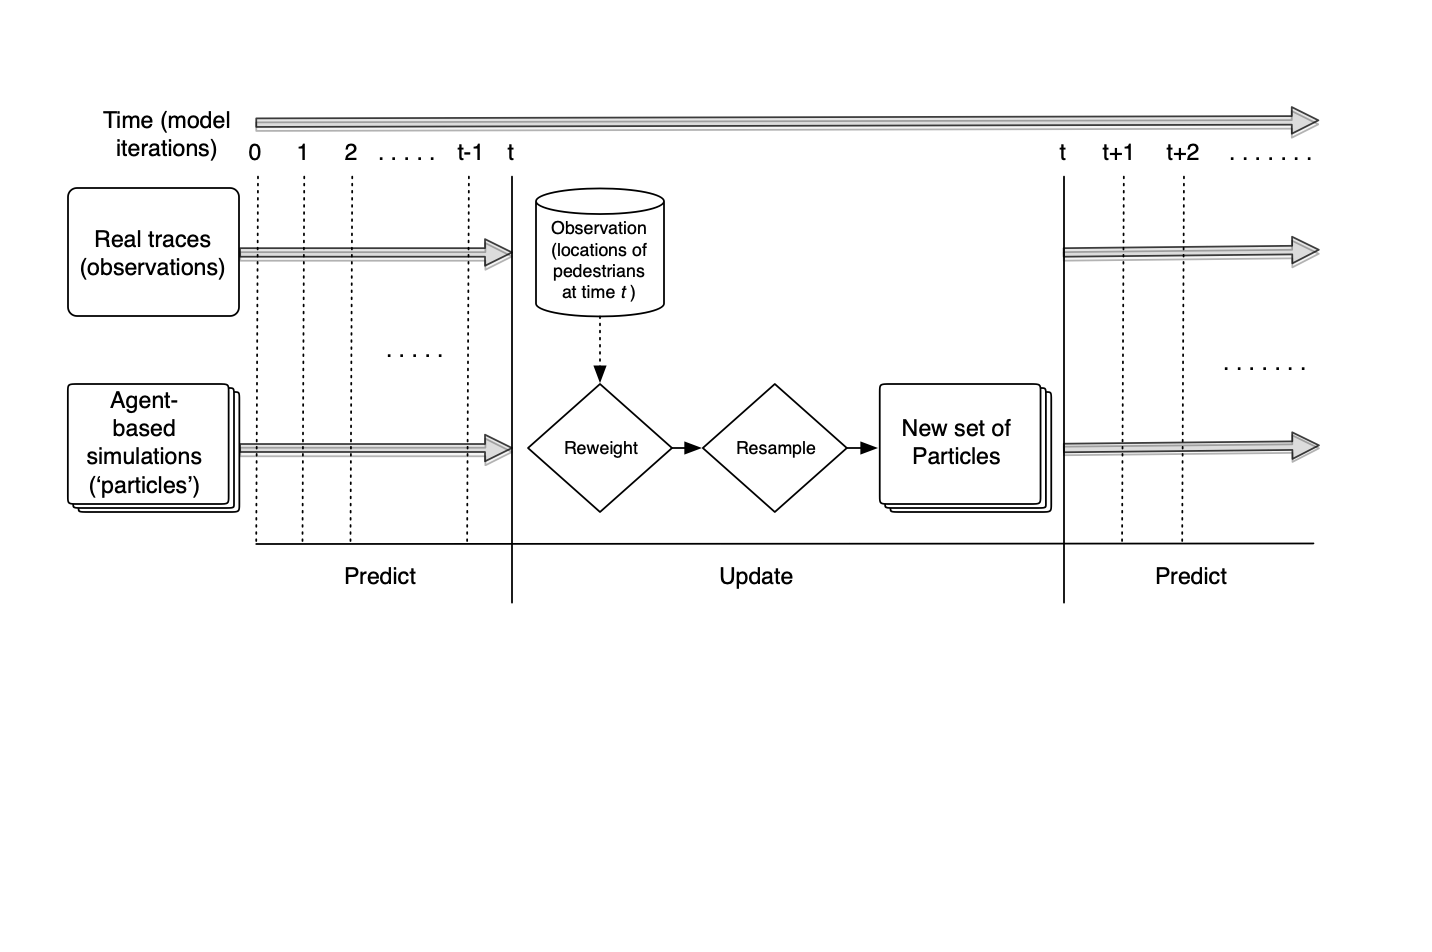 Time (model
iterations)
0 1 2 ..... t-1 t t t+1 t+2 .......
Real traces
(observations)
Observation
(locations of
pedestrians
at time t)
.....
.......
Agent-
based
simulations
(‘particles’)
Reweight
Resample
New set of
Particles
Predict Update Predict